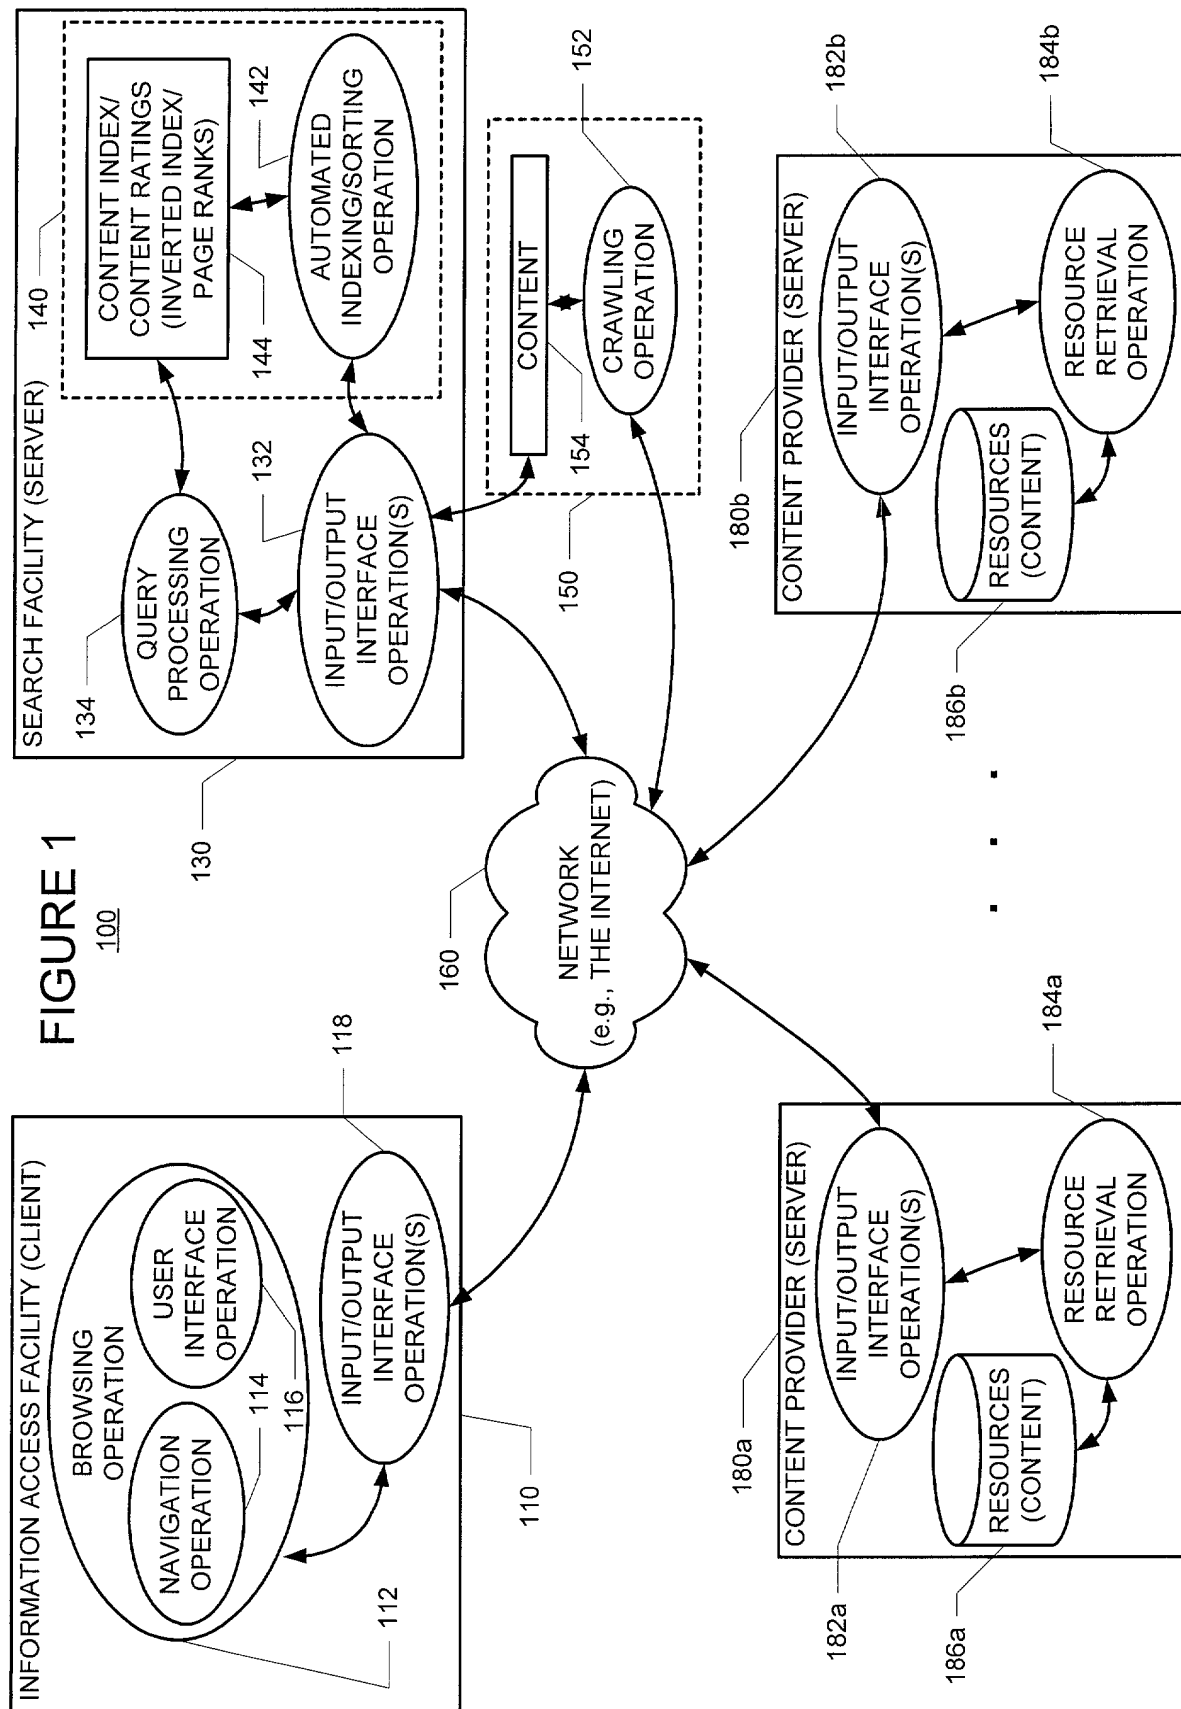 FIGURE 1
100
INFORMATION ACCESS FACILITY (CLIENT)
BROWSING
OPERATION
NAVIGATION
OPERATION
USER
INTERFACE
OPERATION
114
116
112
INPUT/OUTPUT
INTERFACE
OPERATION(S)
118
110
SEARCH FACILITY (SERVER)
130
134
QUERY
PROCESSING
OPERATION
132
INPUT/OUTPUT
INTERFACE
OPERATION(S)
140
CONTENT INDEX/
CONTENT RATINGS
(INVERTED INDEX/
PAGE RANKS)
144
142
AUTOMATED
INDEXING/SORTING
OPERATION
150
CONTENT
154
152
CRAWLING
OPERATION
160
NETWORK
(e.g., THE INTERNET)
180a
CONTENT PROVIDER (SERVER)
INPUT/OUTPUT
INTERFACE
OPERATION(S)
182a
RESOURCES
(CONTENT)
186a
RESOURCE
RETRIEVAL
OPERATION
184a
. . .
180b
CONTENT PROVIDER (SERVER)
INPUT/OUTPUT
INTERFACE
OPERATION(S)
182b
RESOURCES
(CONTENT)
186b
RESOURCE
RETRIEVAL
OPERATION
184b